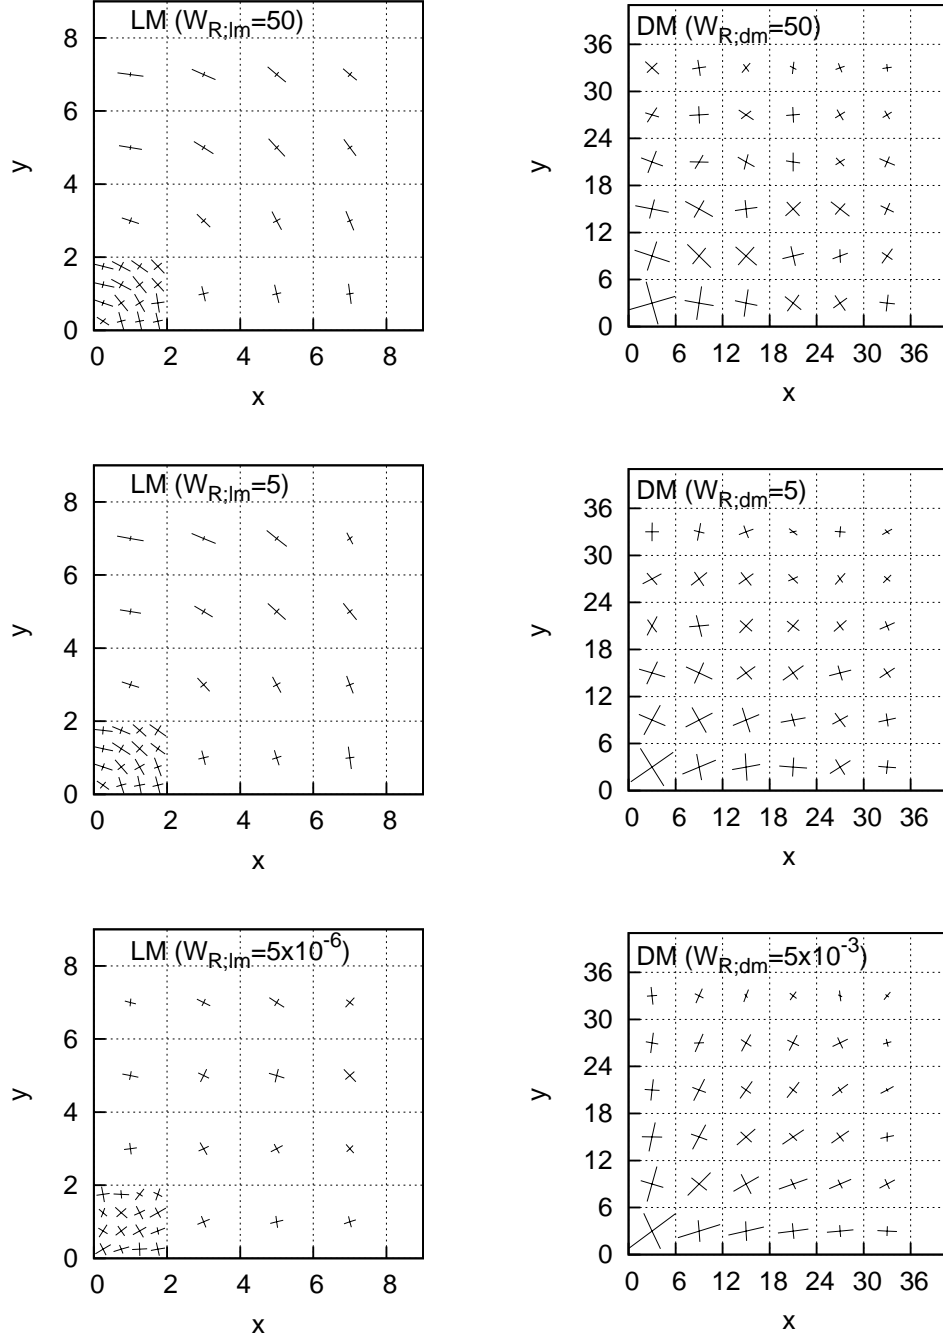 LM (W_R;lm=50)
8
6
4
2
0
y
0 2 4 6 8
x
DM (W_R;dm=50)
36
30
24
18
12
6
0
y
0 6 12 18 24 30 36
x
LM (W_R;lm=5)
8
6
4
2
0
y
0 2 4 6 8
x
DM (W_R;dm=5)
36
30
24
18
12
6
0
y
0 6 12 18 24 30 36
x
LM (W_R;lm=5x10^-6)
8
6
4
2
0
y
0 2 4 6 8
x
DM (W_R;dm=5x10^-3)
36
30
24
18
12
6
0
y
0 6 12 18 24 30 36
x